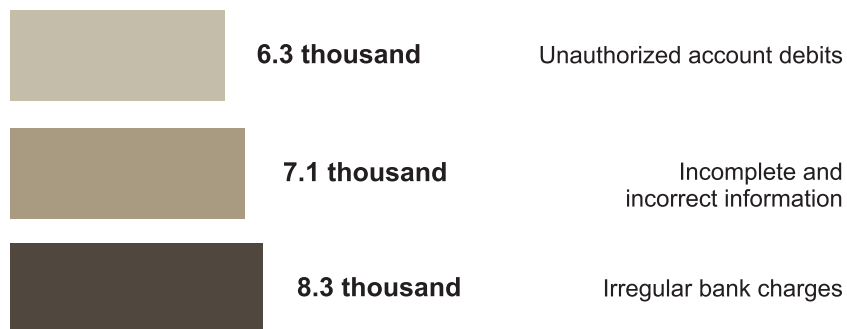 6.3 thousand
Unauthorized account debits
7.1 thousand
Incomplete and
incorrect information
8.3 thousand
Irregular bank charges